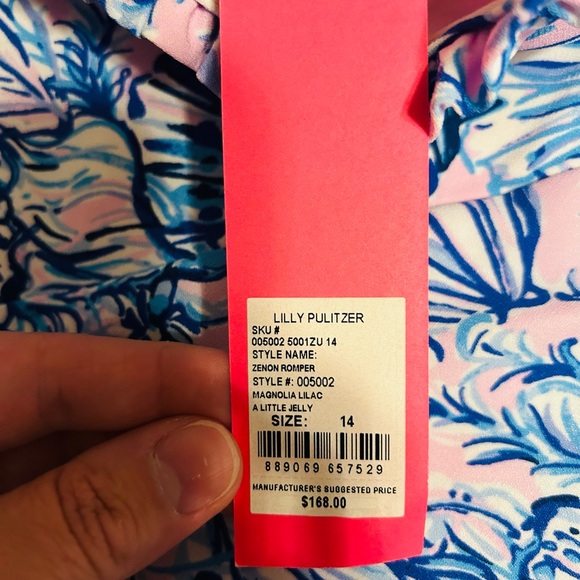 LILLY PULITZER
SKU #
005002 5001ZU 14
STYLE NAME:
ZENON ROMPER
STYLE #: 005002
MAGNOLIA LILAC
A LITTLE JELLY
SIZE: 14
889069 657529
MANUFACTURER'S SUGGESTED PRICE
$168.00